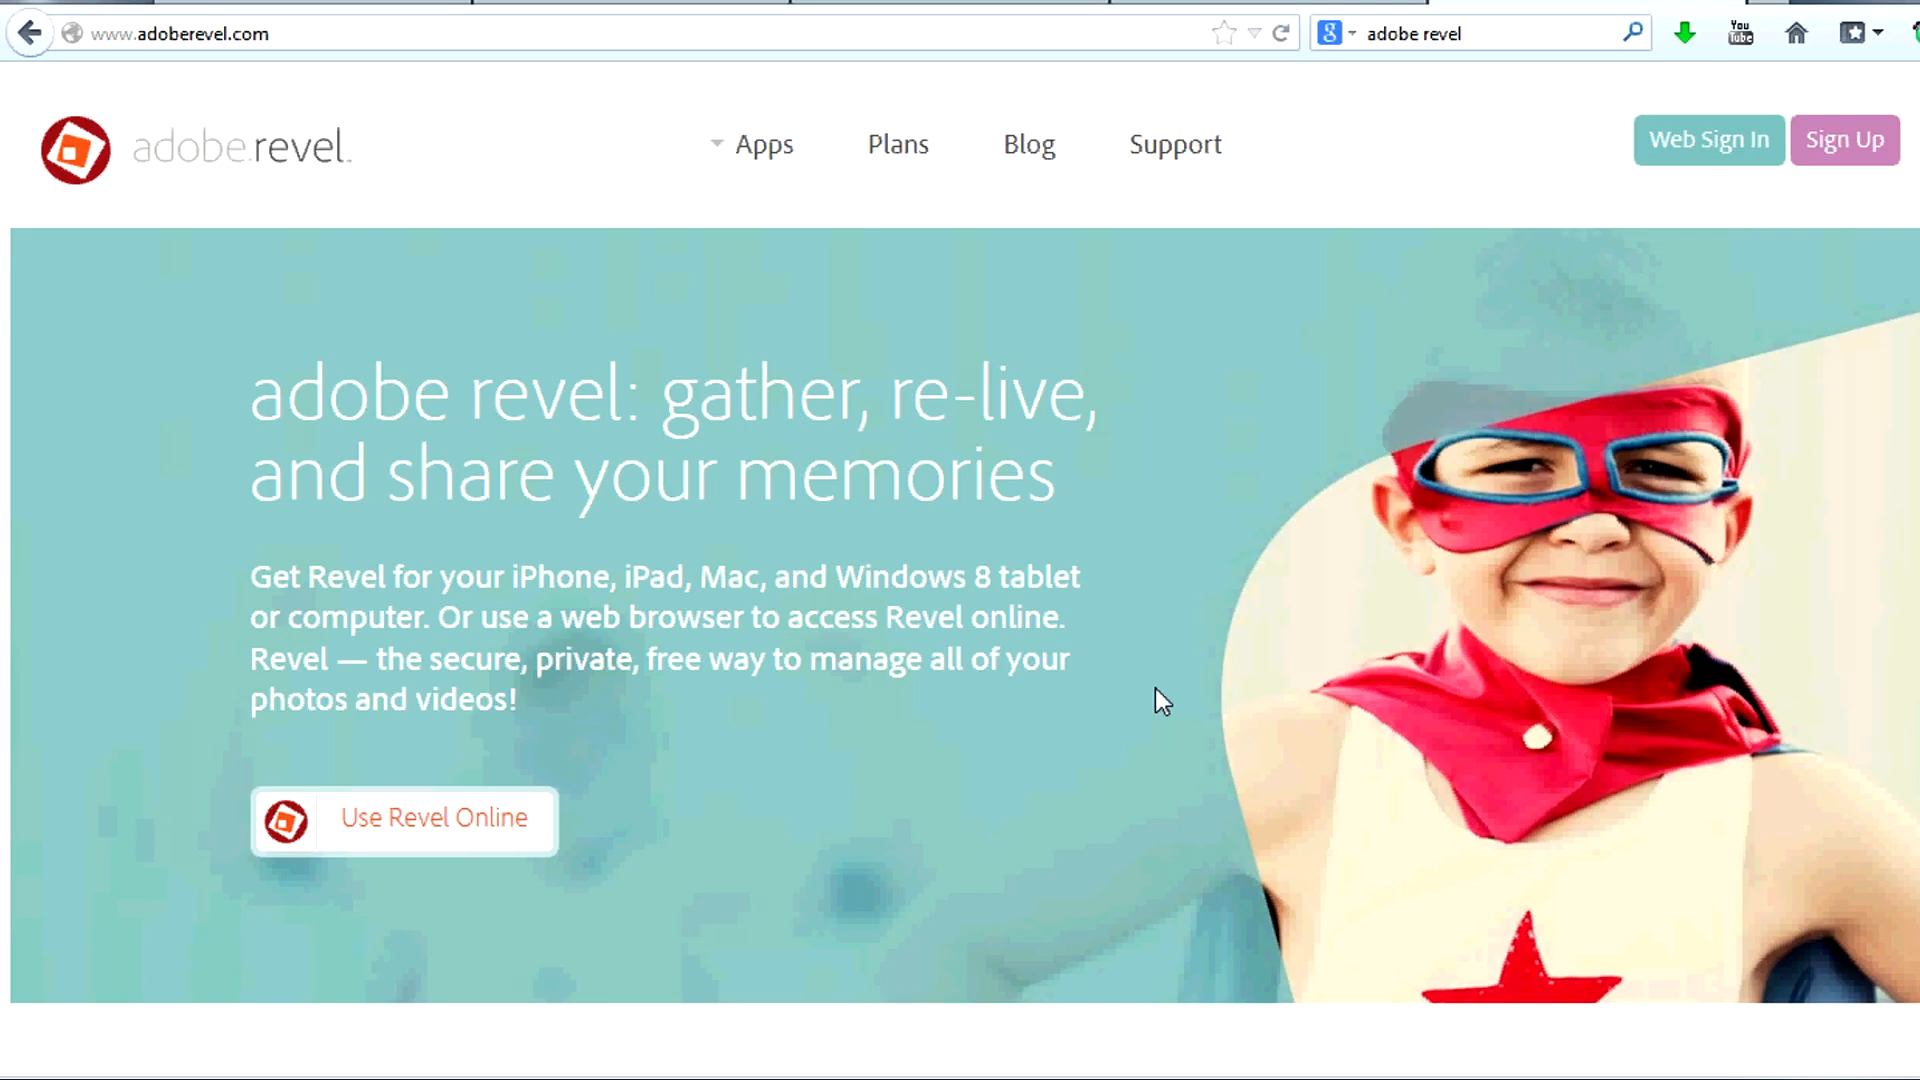 www.adoberevel.com
adobe revel
You
Tube
adobe.revel.
Apps
Plans
Blog
Support
Web Sign In
Sign Up
adobe revel: gather, re-live,
and share your memories
Get Revel for your iPhone, iPad, Mac, and Windows 8 tablet
or computer. Or use a web browser to access Revel online.
Revel — the secure, private, free way to manage all of your
photos and videos!
Use Revel Online